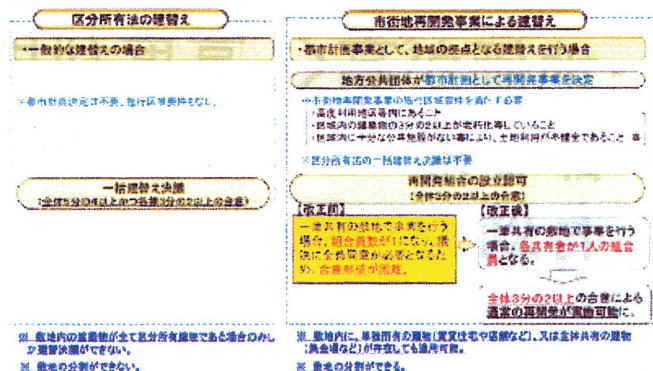 区分所有法の建替え
・一般的な建替えの場合
※都市計画決定は不要、施行区域要件もなし。
一括建替え決議
(全体5分の4以上かつ各棟3分の2以上の合意)
※ 敷地内の建築物が全て区分所有建物である場合のみしか建替決議ができない。
※ 敷地の分割ができない。
市街地再開発事業による建替え
・都市計画事業として、地域の拠点となる建替えを行う場合
地方公共団体が都市計画として再開発事業を決定
※市街地再開発事業の施行区域要件を満たす必要
・高度利用地区等内にあること
・区域内の建築物の3分の2以上が老朽化等していること
・区域内に十分な公共施設がない等により、土地利用が不健全であること 等
※区分所有法の一括建替え決議は不要
再開発組合の設立認可
(全体3分の2以上の合意)
【改正前】
一筆共有の敷地で事業を行う
場合、組合員数が1になり、議
決に全員同意が必要となるた
め、合意形成が困難。
【改正後】
一筆共有の敷地で事業を行う
場合、各共有者が1人の組合
員となる。
全体3分の2以上の合意による
通常の再開発が実施可能に。
※ 敷地内に、単独所有の建物(賃貸住宅や店舗など)、又は全体共有の建物
(集会場など)が存在しても適用可能。
※ 敷地の分割ができる。